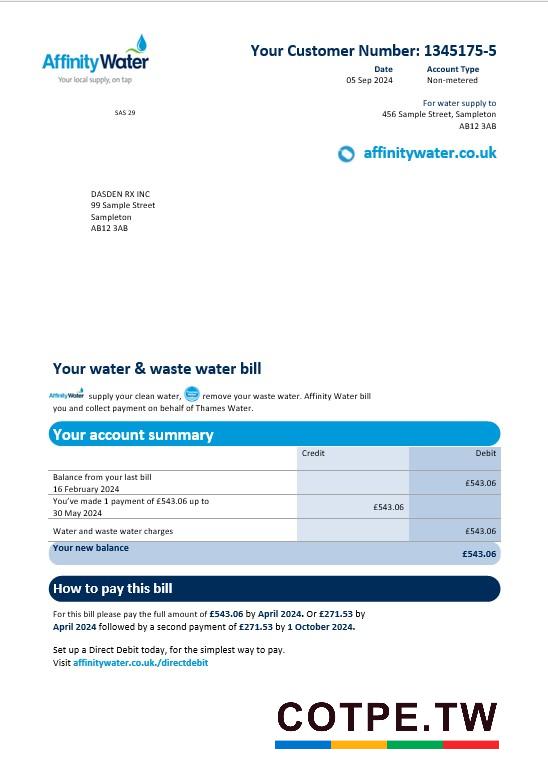 AffinityWater
Your local supply, on tap
Your Customer Number: 1345175-5
Date Account Type
05 Sep 2024 Non-metered
SAS 29
For water supply to
456 Sample Street, Sampleton
AB12 3AB
affinitywater.co.uk
DASDEN RX INC
99 Sample Street
Sampleton
AB12 3AB
Your water & waste water bill
AffinityWater supply your clean water, remove your waste water. Affinity Water bill
you and collect payment on behalf of Thames Water.
Your account summary
Credit Debit
Balance from your last bill
16 February 2024 £543.06
You've made 1 payment of £543.06 up to
30 May 2024 £543.06
Water and waste water charges £543.06
Your new balance £543.06
How to pay this bill
For this bill please pay the full amount of £543.06 by April 2024. Or £271.53 by
April 2024 followed by a second payment of £271.53 by 1 October 2024.
Set up a Direct Debit today, for the simplest way to pay.
Visit affinitywater.co.uk./directdebit
COTPE.TW